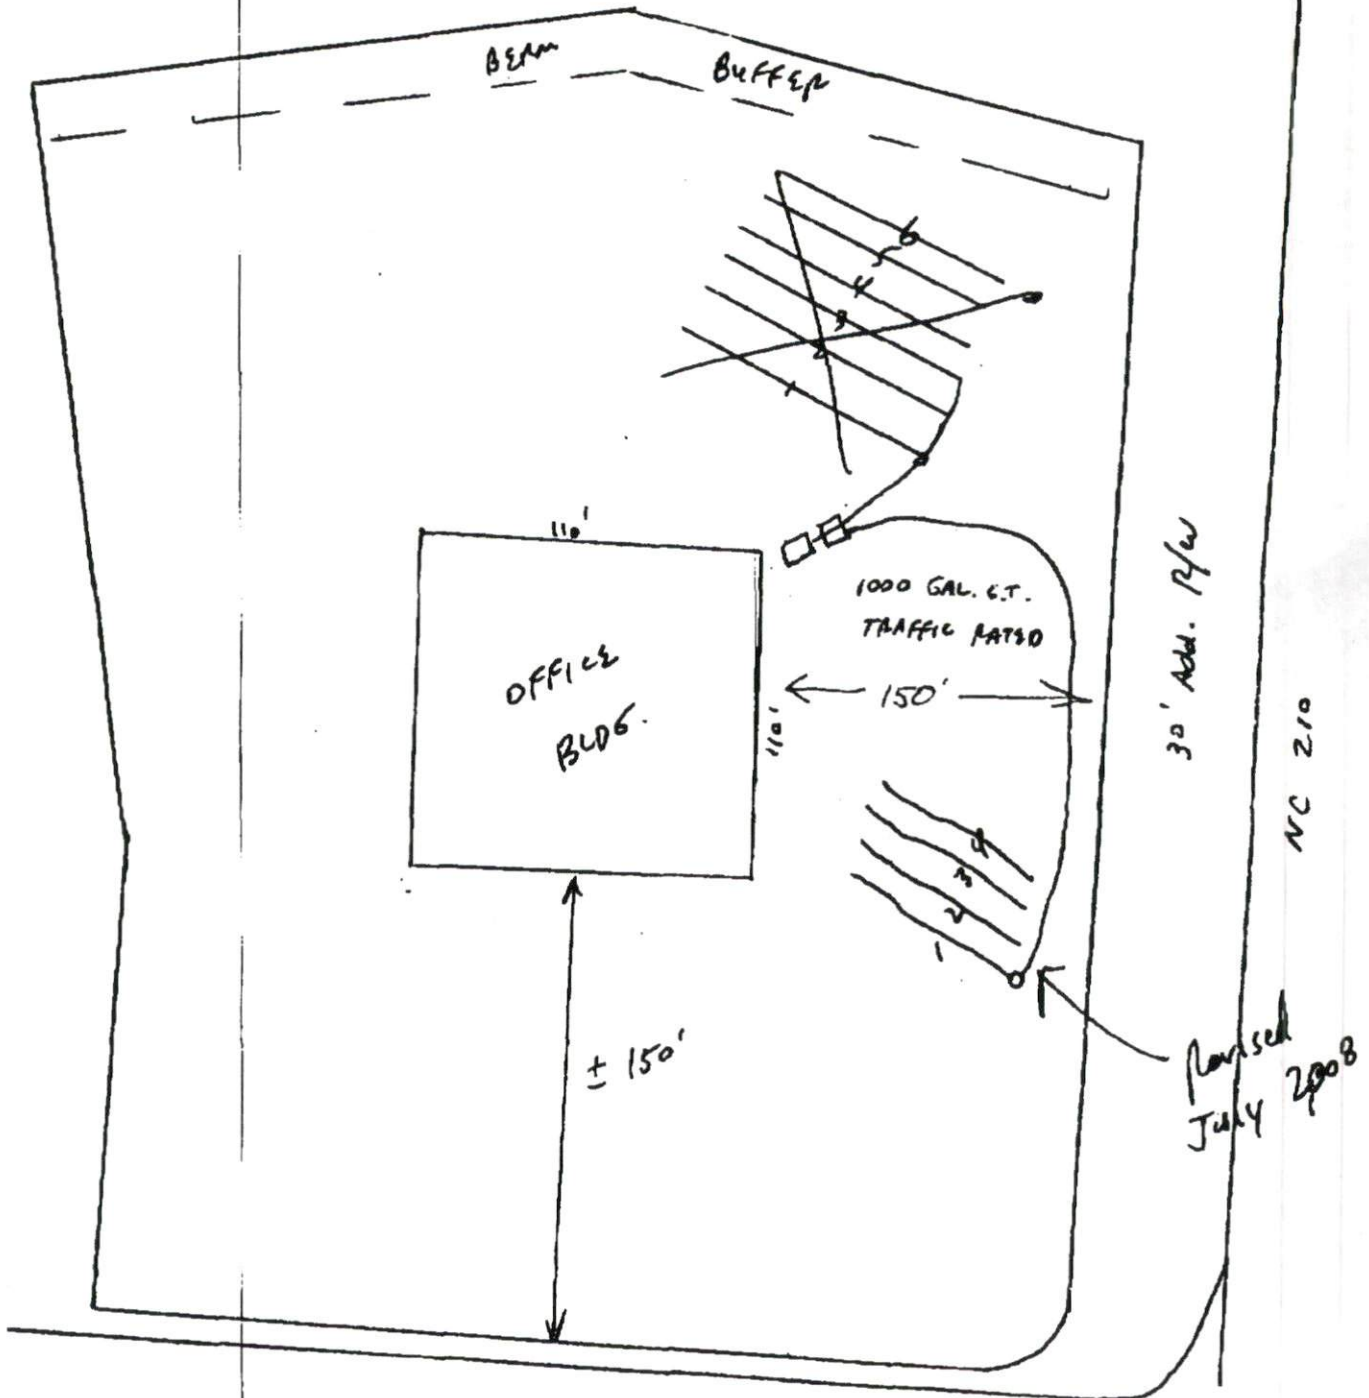 BERM
BUFFER
6
5
4
3
2
1
110'
1000 GAL. S.T.
TRAFFIC RATED
OFFICE
BLDG.
150'
110'
30' Add. R/W
NC 210
4
3
2
1
± 150'
Revised
July 2008